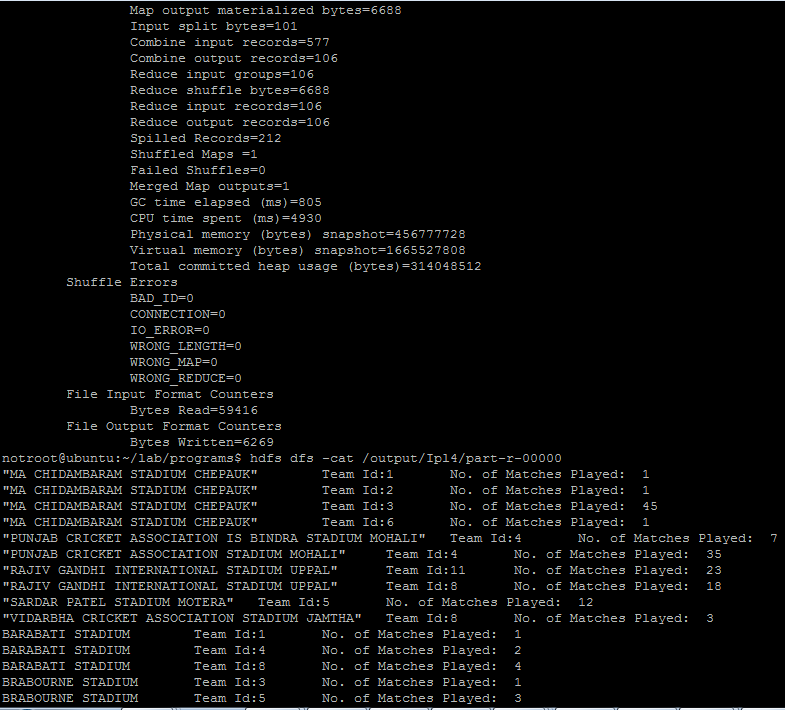 Map output materialized bytes=6688
Input split bytes=101
Combine input records=577
Combine output records=106
Reduce input groups=106
Reduce shuffle bytes=6688
Reduce input records=106
Reduce output records=106
Spilled Records=212
Shuffled Maps =1
Failed Shuffles=0
Merged Map outputs=1
GC time elapsed (ms)=805
CPU time spent (ms)=4930
Physical memory (bytes) snapshot=456777728
Virtual memory (bytes) snapshot=1665527808
Total committed heap usage (bytes)=314048512
Shuffle Errors
BAD_ID=0
CONNECTION=0
IO_ERROR=0
WRONG_LENGTH=0
WRONG_MAP=0
WRONG_REDUCE=0
File Input Format Counters
Bytes Read=59416
File Output Format Counters
Bytes Written=6269
notroot@ubuntu:~/lab/programs$ hdfs dfs -cat /output/Ipl4/part-r-00000
"MA CHIDAMBARAM STADIUM CHEPAUK" Team Id:1 No. of Matches Played: 1
"MA CHIDAMBARAM STADIUM CHEPAUK" Team Id:2 No. of Matches Played: 1
"MA CHIDAMBARAM STADIUM CHEPAUK" Team Id:3 No. of Matches Played: 45
"MA CHIDAMBARAM STADIUM CHEPAUK" Team Id:6 No. of Matches Played: 1
"PUNJAB CRICKET ASSOCIATION IS BINDRA STADIUM MOHALI" Team Id:4 No. of Matches Played: 7
"PUNJAB CRICKET ASSOCIATION STADIUM MOHALI" Team Id:4 No. of Matches Played: 35
"RAJIV GANDHI INTERNATIONAL STADIUM UPPAL" Team Id:11 No. of Matches Played: 23
"RAJIV GANDHI INTERNATIONAL STADIUM UPPAL" Team Id:8 No. of Matches Played: 18
"SARDAR PATEL STADIUM MOTERA" Team Id:5 No. of Matches Played: 12
"VIDARBHA CRICKET ASSOCIATION STADIUM JAMTHA" Team Id:8 No. of Matches Played: 3
BARABATI STADIUM Team Id:1 No. of Matches Played: 1
BARABATI STADIUM Team Id:4 No. of Matches Played: 2
BARABATI STADIUM Team Id:8 No. of Matches Played: 4
BRABOURNE STADIUM Team Id:3 No. of Matches Played: 1
BRABOURNE STADIUM Team Id:5 No. of Matches Played: 3